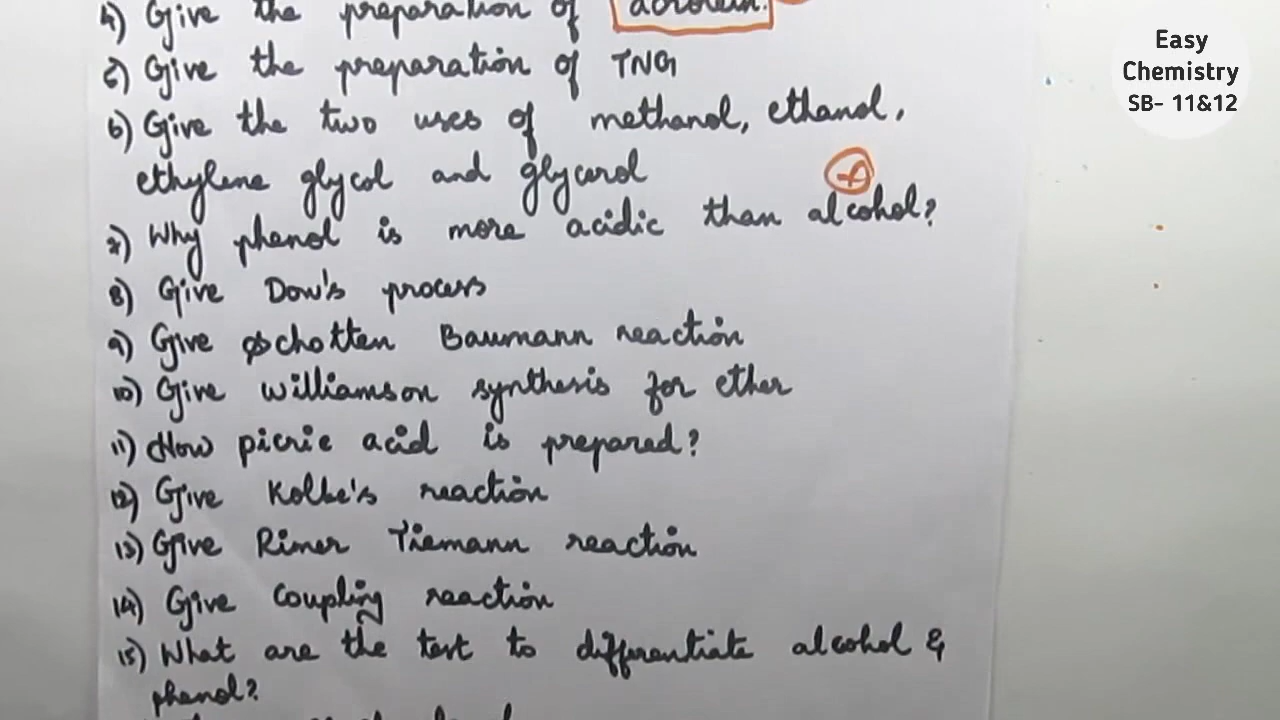 4) Give the preparation of acrolein.
5) Give the preparation of TNG
6) Give the two uses of methanol, ethanol,
ethylene glycol and glycerol
7) Why phenol is more acidic than alcohol?
8) Give Dow's process
9) Give schotten Baumann reaction
10) Give Williamson synthesis for ether
11) How picric acid is prepared?
12) Give Kolbe's reaction
13) Give Rimer Tiemann reaction
14) Give Coupling reaction
15) What are the test to differentiate alcohol &
phenol?
Easy
Chemistry
SB- 11&12